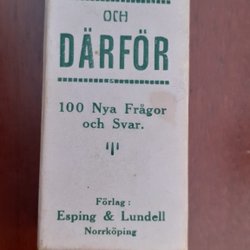 OCH
DÄRFÖR
100 Nya Frågor
och Svar.
Förlag:
Esping & Lundell
Norrköping